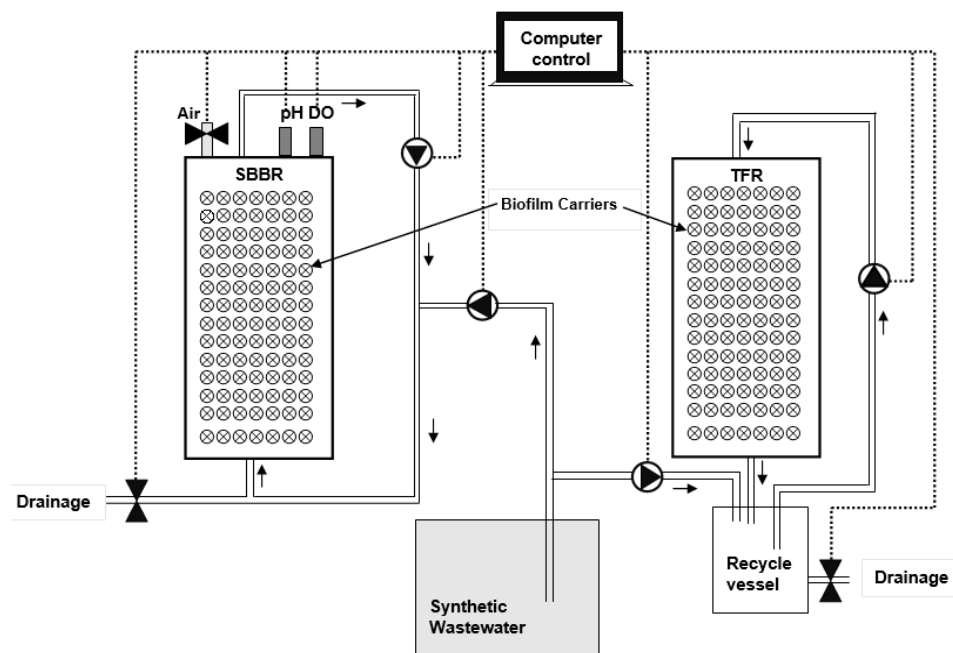 Computer
control
Air
pH DO
SBBR
TFR
Biofilm Carriers
Drainage
Recycle
vessel
Drainage
Synthetic
Wastewater